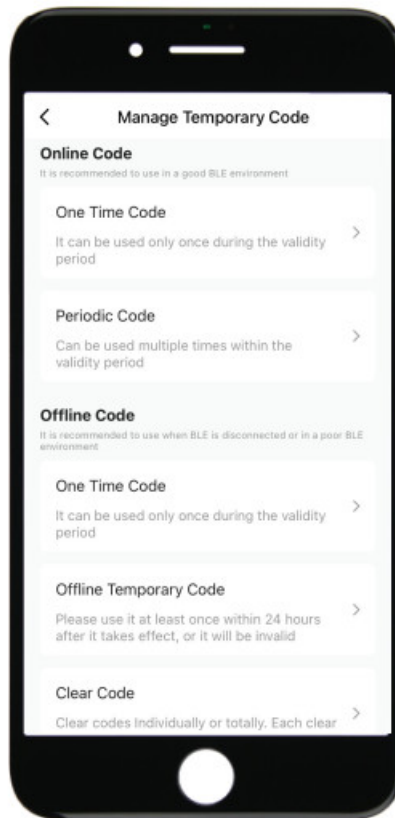 Manage Temporary Code
Online Code
It is recommended to use in a good BLE environment
One Time Code
It can be used only once during the validity
period
Periodic Code
Can be used multiple times within the
validity period
Offline Code
It is recommended to use when BLE is disconnected or in a poor BLE
environment
One Time Code
It can be used only once during the validity
period
Offline Temporary Code
Please use it at least once within 24 hours
after it takes effect, or it will be invalid
Clear Code
Clear codes Individually or totally. Each clear